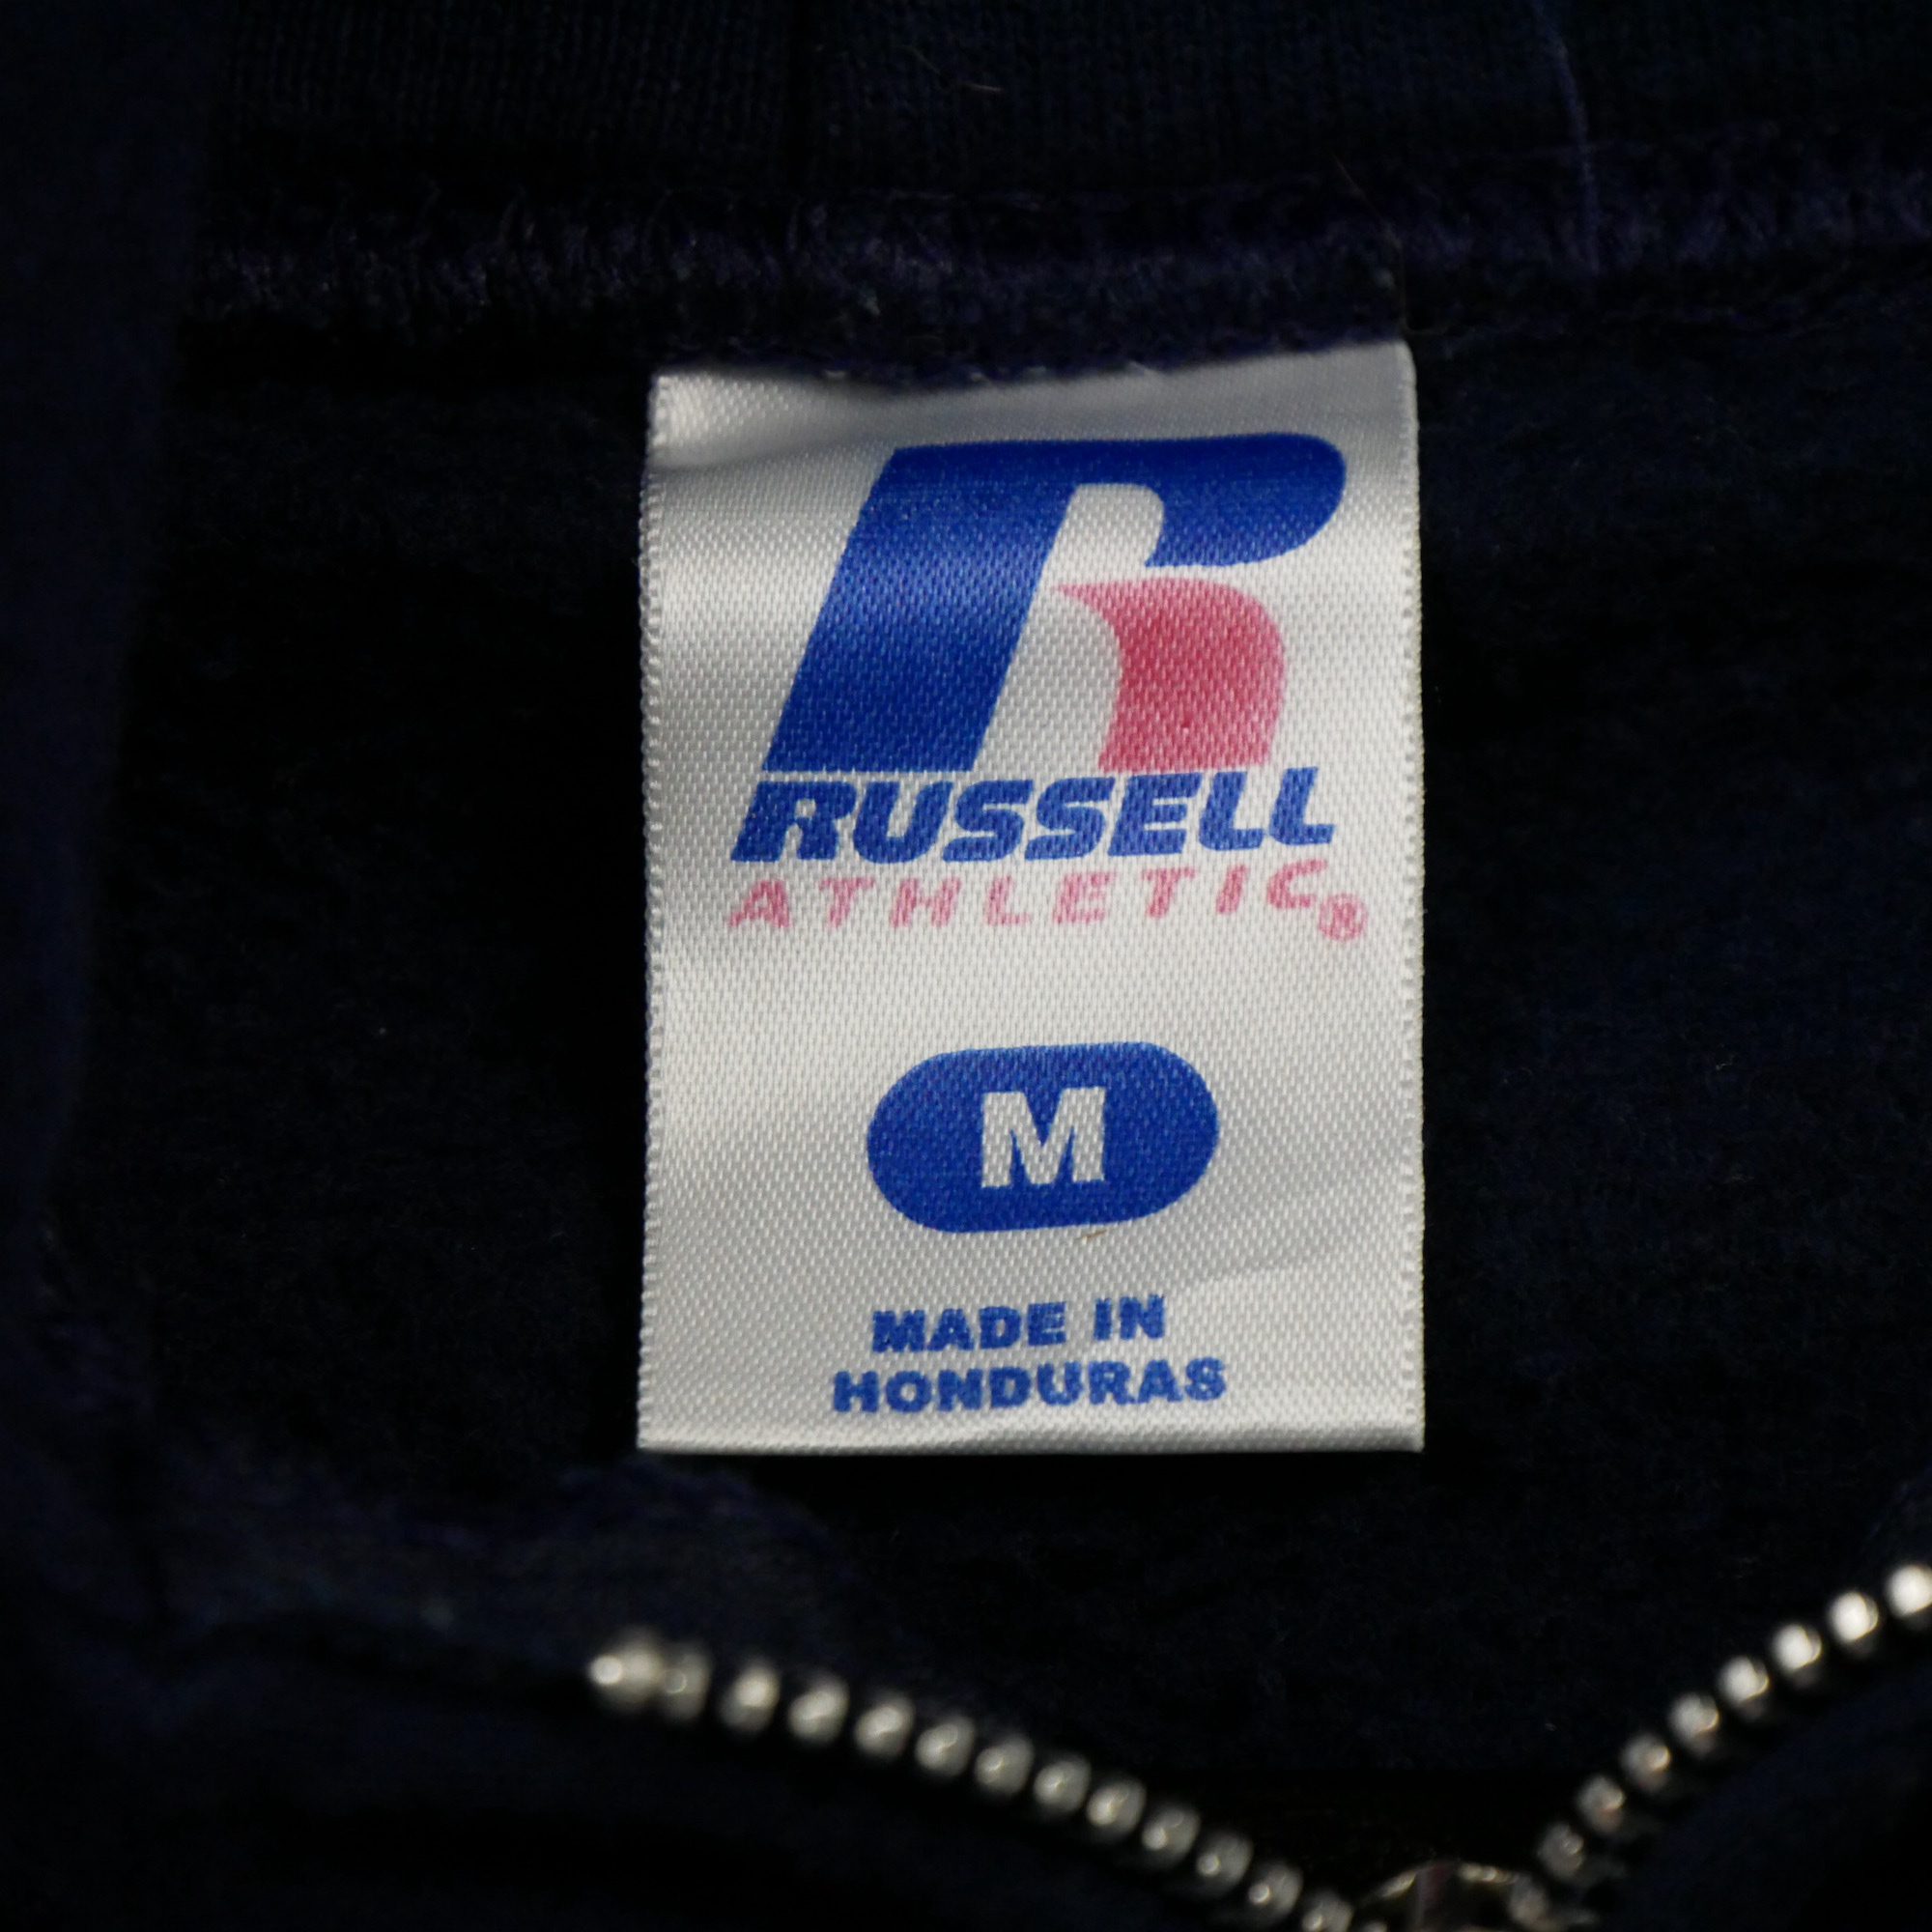 R
RUSSELL
ATHLETIC®
M
MADE IN
HONDURAS